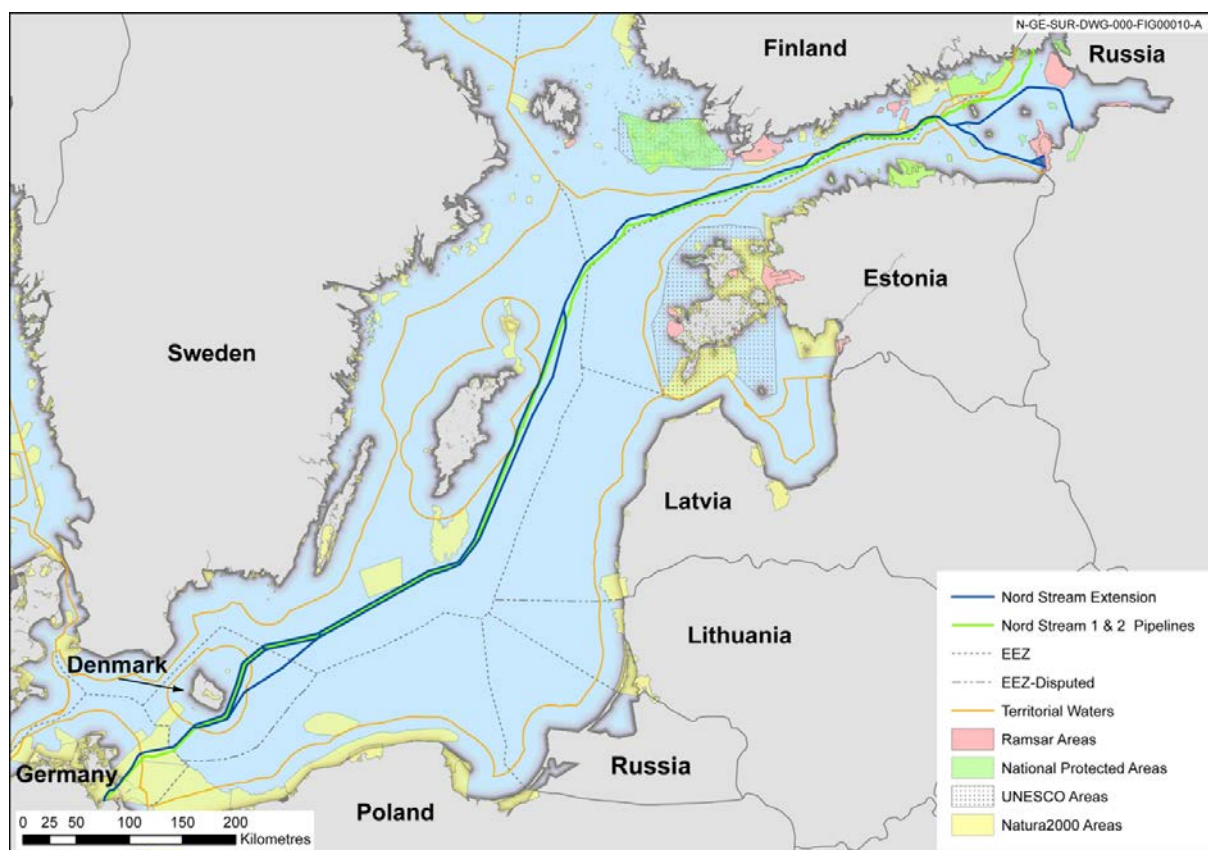 N-GE-SUR-DWG-000-FIG00010-A
Finland
Russia
Estonia
Sweden
Latvia
Lithuania
Denmark
Germany
Russia
Poland
0 25 50 100 150 200
Kilometres
Nord Stream Extension
Nord Stream 1 & 2 Pipelines
EEZ
EEZ-Disputed
Territorial Waters
Ramsar Areas
National Protected Areas
UNESCO Areas
Natura2000 Areas